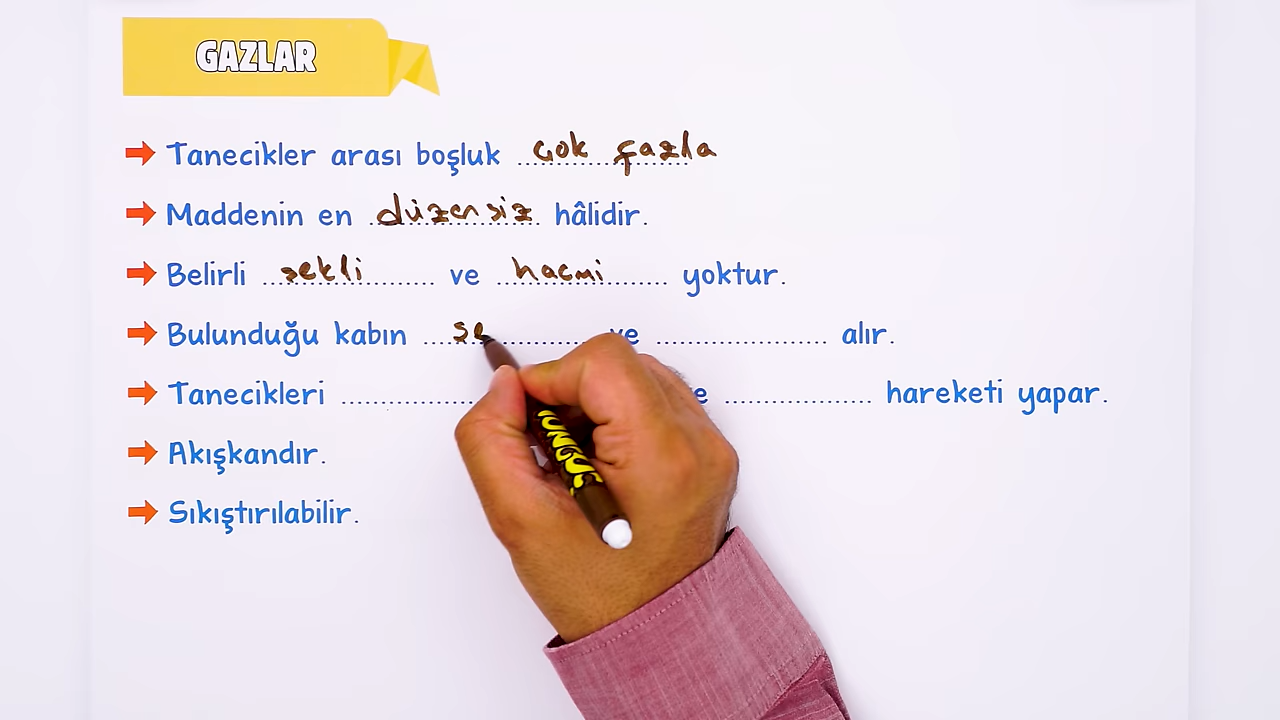 GAZLAR
Tanecikler arası boşluk çok fazla
Maddenin en düzensiz hâlidir.
Belirli şekli ve hacmi yoktur.
Bulunduğu kabın şe ve .................. alır.
Tanecikleri .............. ............... hareketi yapar.
Akışkandır.
Sıkıştırılabilir.